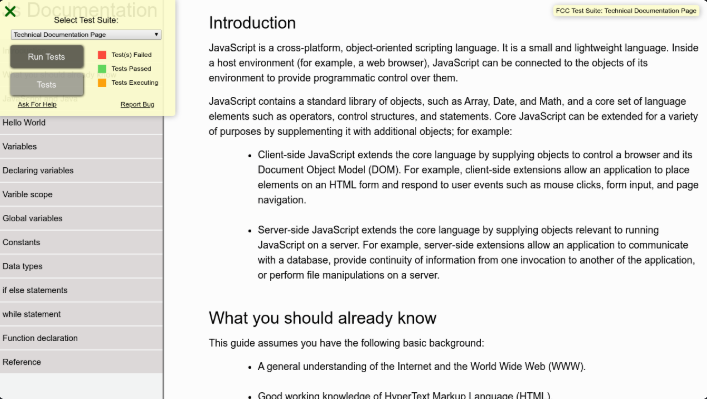 s Documentation
Select Test Suite:
Technical Documentation Page
Run Tests
Tests
Test(s) Failed
Tests Passed
Tests Executing
Ask For Help
Report Bug
Hello World
Variables
Declaring variables
Varible scope
Global variables
Constants
Data types
if else statements
while statement
Function declaration
Reference
FCC Test Suite: Technical Documentation Page
Introduction
JavaScript is a cross-platform, object-oriented scripting language. It is a small and lightweight language. Inside
a host environment (for example, a web browser), JavaScript can be connected to the objects of its
environment to provide programmatic control over them.
JavaScript contains a standard library of objects, such as Array, Date, and Math, and a core set of language
elements such as operators, control structures, and statements. Core JavaScript can be extended for a variety
of purposes by supplementing it with additional objects; for example:
• Client-side JavaScript extends the core language by supplying objects to control a browser and its
Document Object Model (DOM). For example, client-side extensions allow an application to place
elements on an HTML form and respond to user events such as mouse clicks, form input, and page
navigation.
• Server-side JavaScript extends the core language by supplying objects relevant to running
JavaScript on a server. For example, server-side extensions allow an application to communicate
with a database, provide continuity of information from one invocation to another of the application,
or perform file manipulations on a server.
What you should already know
This guide assumes you have the following basic background:
• A general understanding of the Internet and the World Wide Web (WWW).
• Good working knowledge of HyperText Markup Language (HTML).